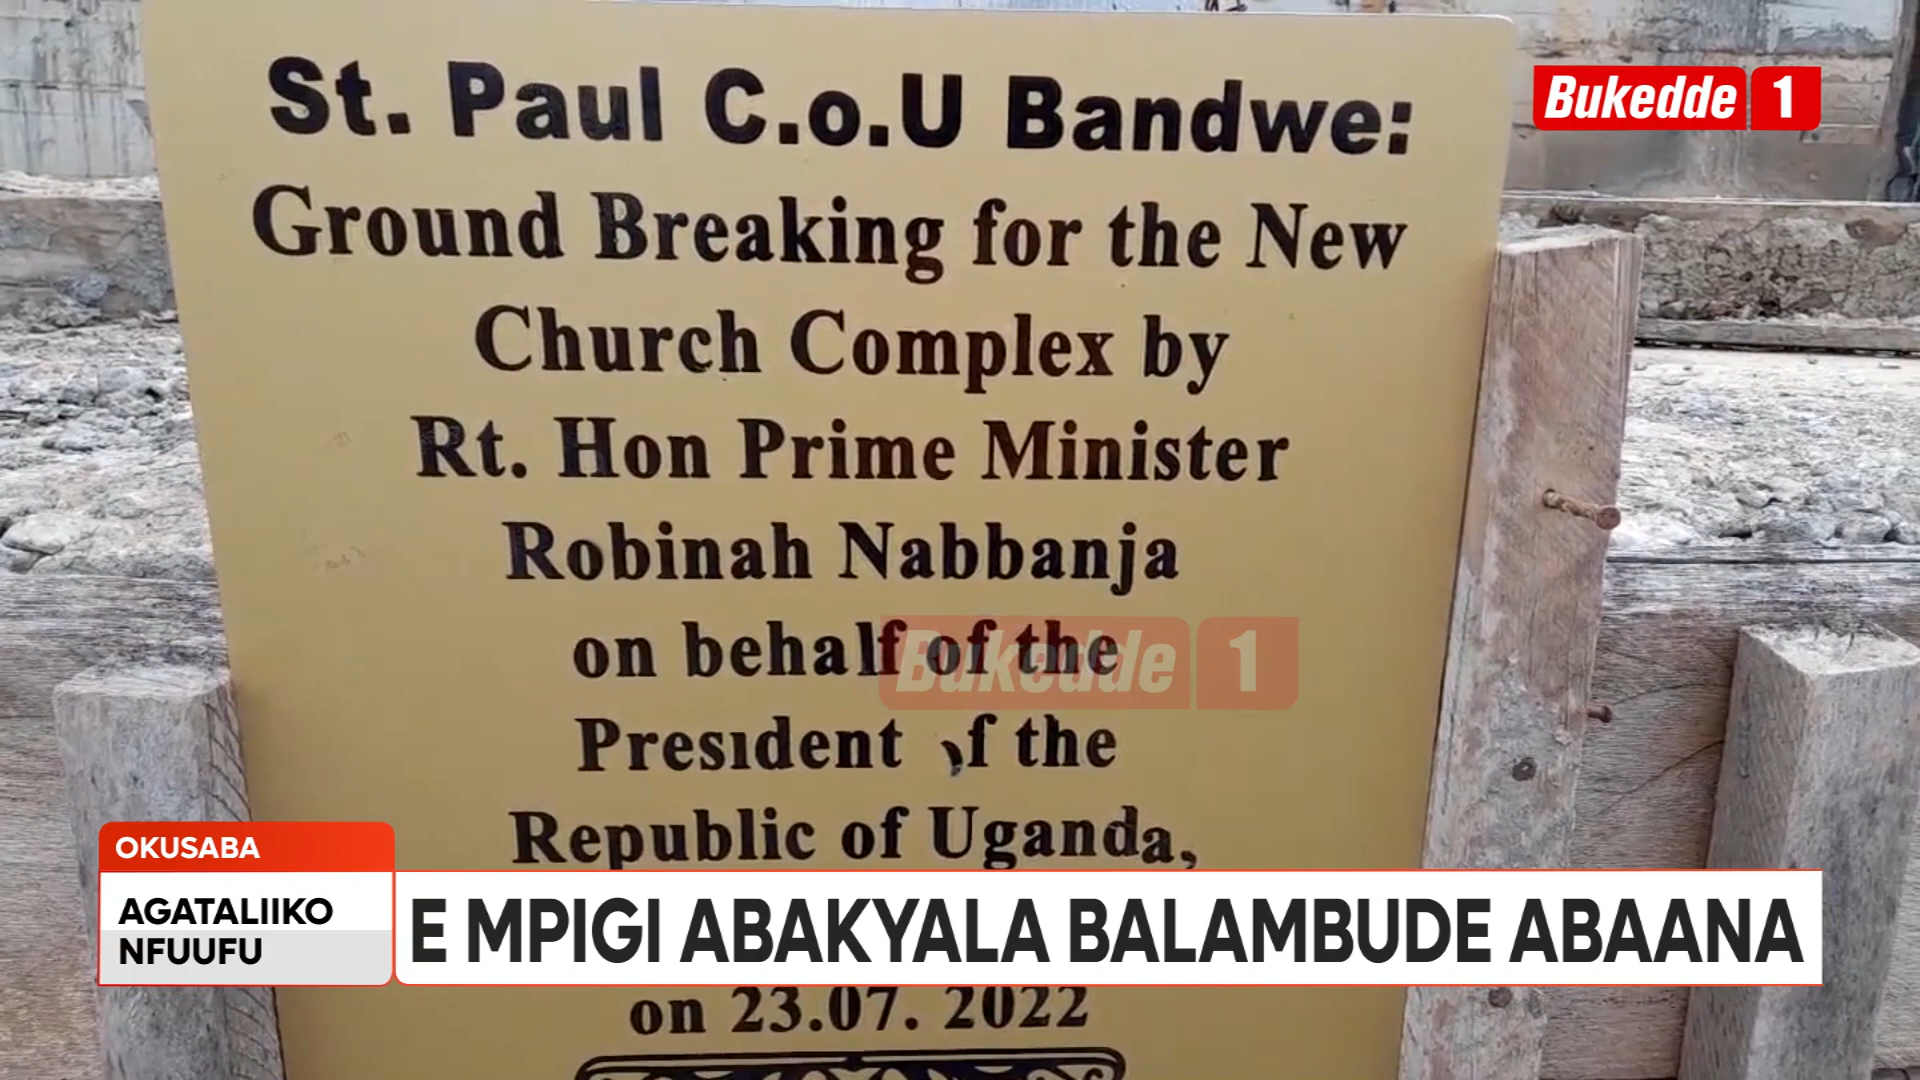 St. Paul C.o.U Bandwe:
Ground Breaking for the New
Church Complex by
Rt. Hon Prime Minister
Robinah Nabbanja
on behalf of the
President of the
Republic of Uganda,
on 23.07. 2022
Bukedde 1
Bukedde 1
OKUSABA
AGATALIIKO
NFUUFU
E MPIGI ABAKYALA BALAMBUDE ABAANA